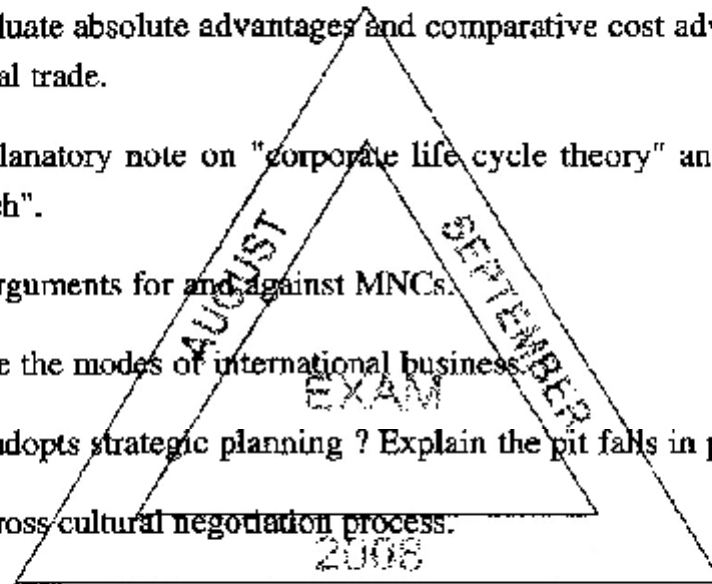 luate absolute advantages and comparative cost adv
al trade.
lanatory note on "corporate life cycle theory" an
ch".
rguments for and against MNCs.
e the modes of international business.
adopts strategic planning ? Explain the pit falls in p
ross cultural negotiation process.
AUGUST
SEPTEMBER
EXAM
2008